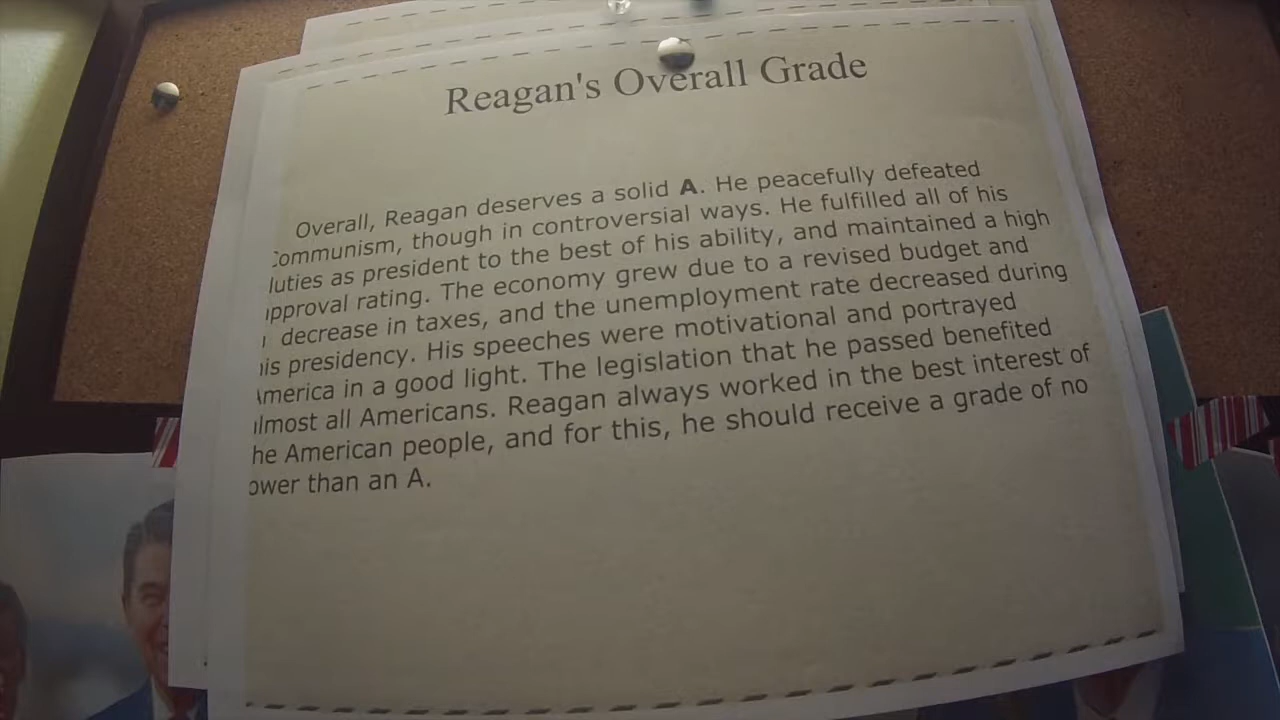 Reagan's Overall Grade
Overall, Reagan deserves a solid A. He peacefully defeated
Communism, though in controversial ways. He fulfilled all of his
luties as president to the best of his ability, and maintained a high
pproval rating. The economy grew due to a revised budget and
decrease in taxes, and the unemployment rate decreased during
is presidency. His speeches were motivational and portrayed
merica in a good light. The legislation that he passed benefited
lmost all Americans. Reagan always worked in the best interest of
he American people, and for this, he should receive a grade of no
ower than an A.